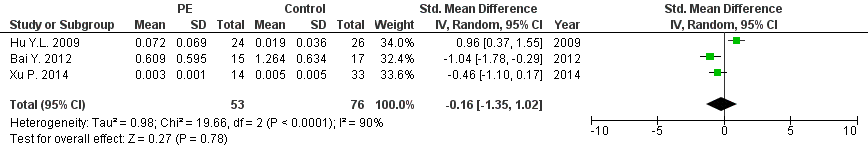 PE Control Std. Mean Difference Std. Mean Difference
Study or Subgroup Mean SD Total Mean SD Total Weight IV, Random, 95% CI Year IV, Random, 95% CI
Hu Y.L. 2009 0.072 0.069 24 0.019 0.036 26 34.0% 0.96 [0.37, 1.55] 2009
Bai Y. 2012 0.609 0.595 15 1.264 0.634 17 32.4% -1.04 [-1.78, -0.29] 2012
Xu P. 2014 0.003 0.001 14 0.005 0.005 33 33.6% -0.46 [-1.10, 0.17] 2014
Total (95% CI) 53 76 100.0% -0.16 [-1.35, 1.02]
Heterogeneity: Tau² = 0.98; Chi² = 19.66, df = 2 (P < 0.0001); I² = 90%
Test for overall effect: Z = 0.27 (P = 0.78)
-10 -5 0 5 10